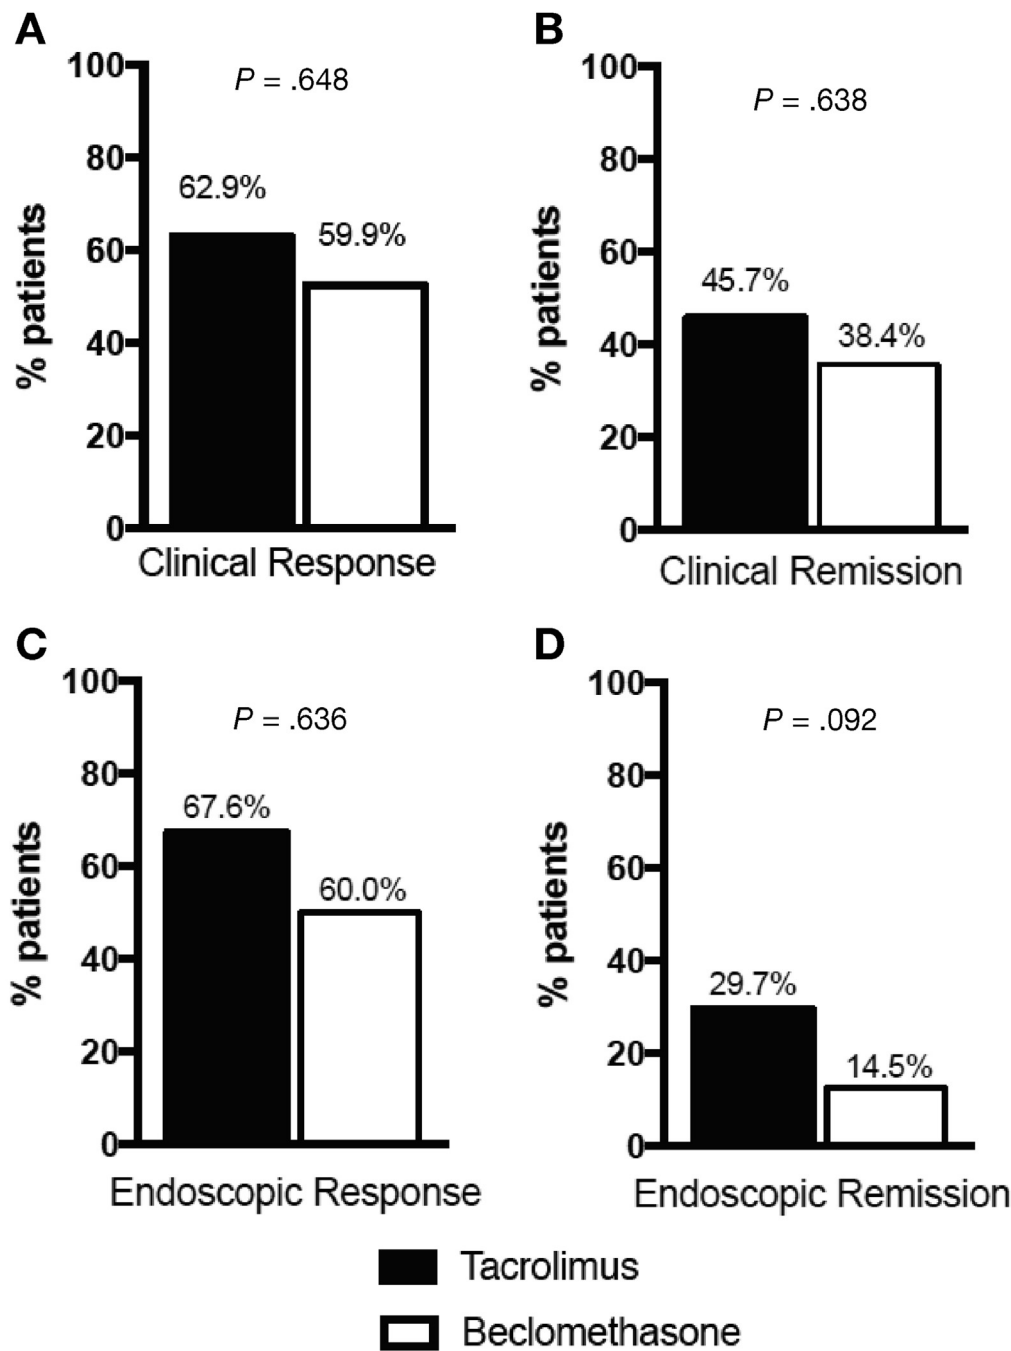 A
% patients
100
80
60
40
20
0
P = .648
62.9%
59.9%
Clinical Response
B
% patients
100
80
60
40
20
0
P = .638
45.7%
38.4%
Clinical Remission
C
% patients
100
80
60
40
20
0
P = .636
67.6%
60.0%
Endoscopic Response
D
% patients
100
80
60
40
20
0
P = .092
29.7%
14.5%
Endoscopic Remission
Tacrolimus
Beclomethasone